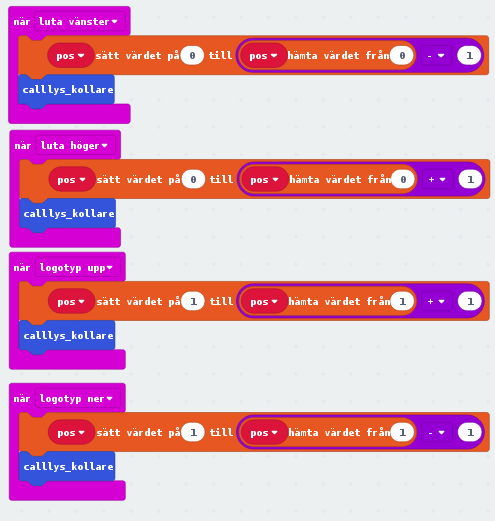 när luta vänster
pos sätt värdet på 0 till pos hämta värdet från 0 - 1
calllys_kollare
när luta höger
pos sätt värdet på 0 till pos hämta värdet från 0 + 1
calllys_kollare
när logotyp upp
pos sätt värdet på 1 till pos hämta värdet från 1 + 1
calllys_kollare
när logotyp ner
pos sätt värdet på 1 till pos hämta värdet från 1 - 1
calllys_kollare